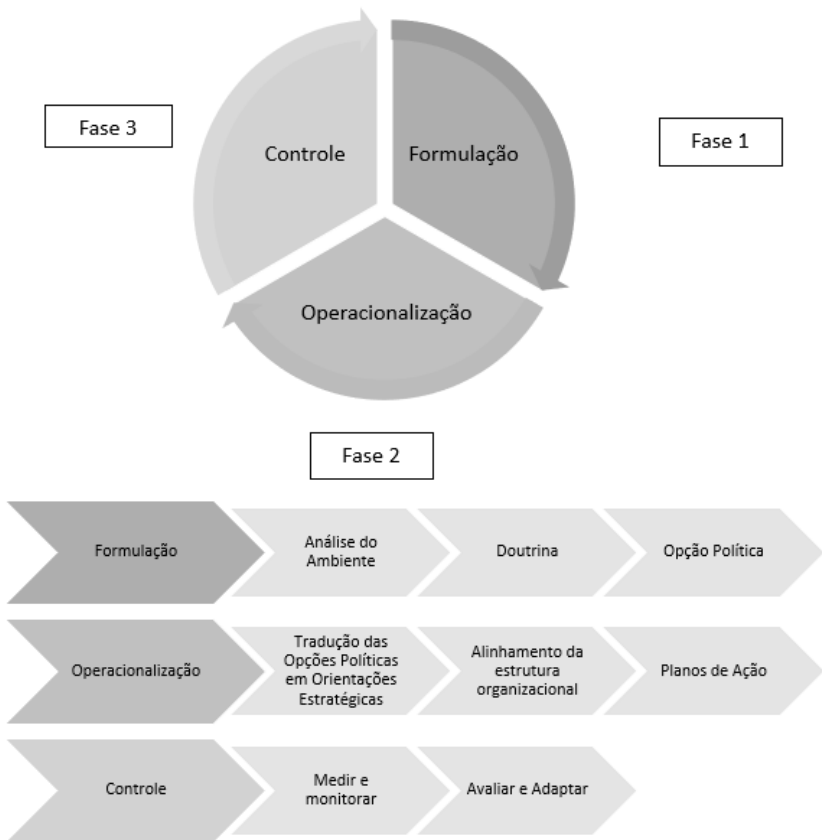 Fase 3
Controle
Formulação
Fase 1
Operacionalização
Fase 2
Formulação
Análise do
Ambiente
Doutrina
Opção Política
Operacionalização
Tradução das
Opções Políticas
em Orientações
Estratégicas
Alinhamento da
estrutura
organizacional
Planos de Ação
Controle
Medir e
monitorar
Avaliar e Adaptar